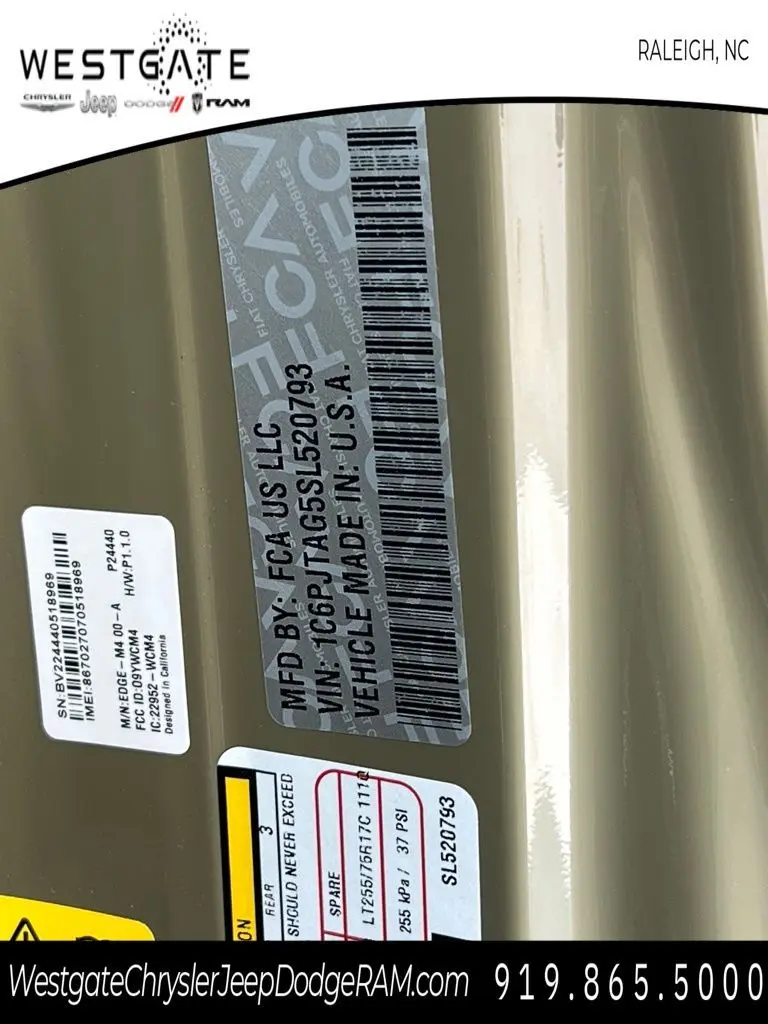 WESTGATE
CHRYSLER Jeep DODGE RAM
RALEIGH, NC
MFD BY: FCA US LLC
VIN: 1C6PJTAG5SL520793
VEHICLE MADE IN: U.S.A.
SN:BV224440518969
IMEI:867027070518969
P24440
M/N:EDGE-M4 00-A H/W:P1.1.0
FCC ID:09YWCM4
IC:22952-WCM4
Designed in California
REAR 3
SHOULD NEVER EXCEED
SPARE
LT255/75R17C 111Q
255 kPa / 37 PSI
SL520793
WestgateChryslerJeepDodgeRAM.com 919.865.5000